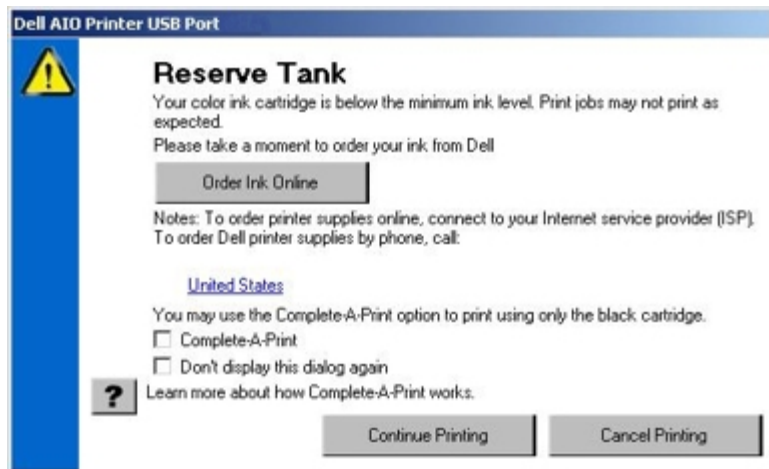 Dell AIO Printer USB Port
Reserve Tank
Your color ink cartridge is below the minimum ink level. Print jobs may not print as
expected.
Please take a moment to order your ink from Dell
Order Ink Online
Notes: To order printer supplies online, connect to your Internet service provider (ISP).
To order Dell printer supplies by phone, call:
United States
You may use the Complete-A-Print option to print using only the black cartridge.
Complete-A-Print
Don't display this dialog again
? Learn more about how Complete-A-Print works.
Continue Printing Cancel Printing